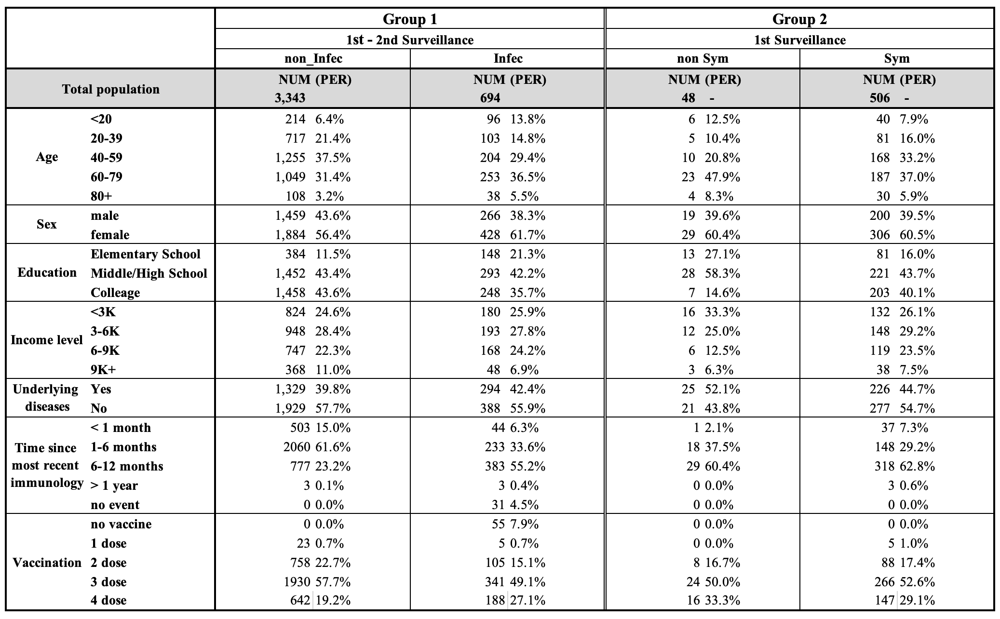 Group 1 Group 2
1st - 2nd Surveillance 1st Surveillance
non_Infec Infec non Sym Sym
Total population NUM (PER) NUM (PER) NUM (PER) NUM (PER)
3,343 694 48 - 506 -
Age
<20 214 6.4% 96 13.8% 6 12.5% 40 7.9%
20-39 717 21.4% 103 14.8% 5 10.4% 81 16.0%
40-59 1,255 37.5% 204 29.4% 10 20.8% 168 33.2%
60-79 1,049 31.4% 253 36.5% 23 47.9% 187 37.0%
80+ 108 3.2% 38 5.5% 4 8.3% 30 5.9%
Sex
male 1,459 43.6% 266 38.3% 19 39.6% 200 39.5%
female 1,884 56.4% 428 61.7% 29 60.4% 306 60.5%
Education
Elementary School 384 11.5% 148 21.3% 13 27.1% 81 16.0%
Middle/High School 1,452 43.4% 293 42.2% 28 58.3% 221 43.7%
Colleage 1,458 43.6% 248 35.7% 7 14.6% 203 40.1%
Income level
<3K 824 24.6% 180 25.9% 16 33.3% 132 26.1%
3-6K 948 28.4% 193 27.8% 12 25.0% 148 29.2%
6-9K 747 22.3% 168 24.2% 6 12.5% 119 23.5%
9K+ 368 11.0% 48 6.9% 3 6.3% 38 7.5%
Underlying
diseases
Yes 1,329 39.8% 294 42.4% 25 52.1% 226 44.7%
No 1,929 57.7% 388 55.9% 21 43.8% 277 54.7%
Time since
most recent
immunology
< 1 month 503 15.0% 44 6.3% 1 2.1% 37 7.3%
1-6 months 2060 61.6% 233 33.6% 18 37.5% 148 29.2%
6-12 months 777 23.2% 383 55.2% 29 60.4% 318 62.8%
> 1 year 3 0.1% 3 0.4% 0 0.0% 3 0.6%
no event 0 0.0% 31 4.5% 0 0.0% 0 0.0%
Vaccination
no vaccine 0 0.0% 55 7.9% 0 0.0% 0 0.0%
1 dose 23 0.7% 5 0.7% 0 0.0% 5 1.0%
2 dose 758 22.7% 105 15.1% 8 16.7% 88 17.4%
3 dose 1930 57.7% 341 49.1% 24 50.0% 266 52.6%
4 dose 642 19.2% 188 27.1% 16 33.3% 147 29.1%